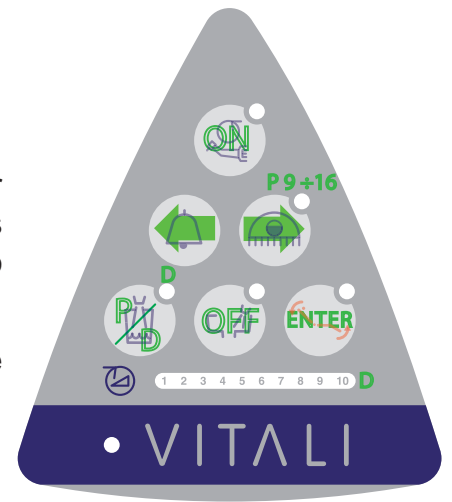 ON
P 9 ÷16
D
P/D OFF ENTER
1 2 3 4 5 6 7 8 9 10 D
VITALI